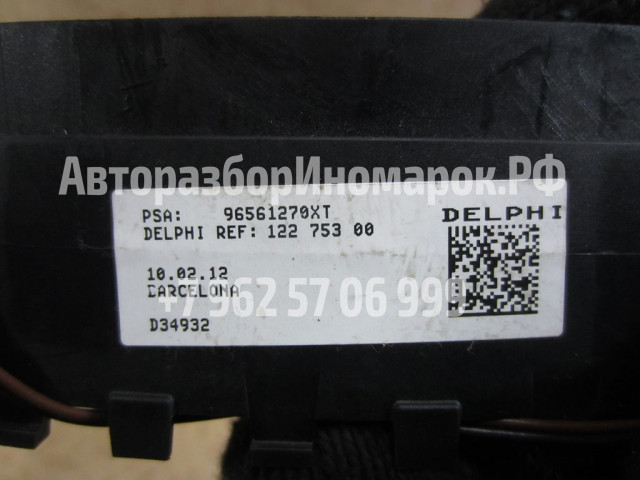 АвторазборИномарок.РФ
PSA: 96561270XT
DELPHI
DELPHI REF: 122 753 00
10.02.12
BARCELONA
+7 962 57 06 999
D34932